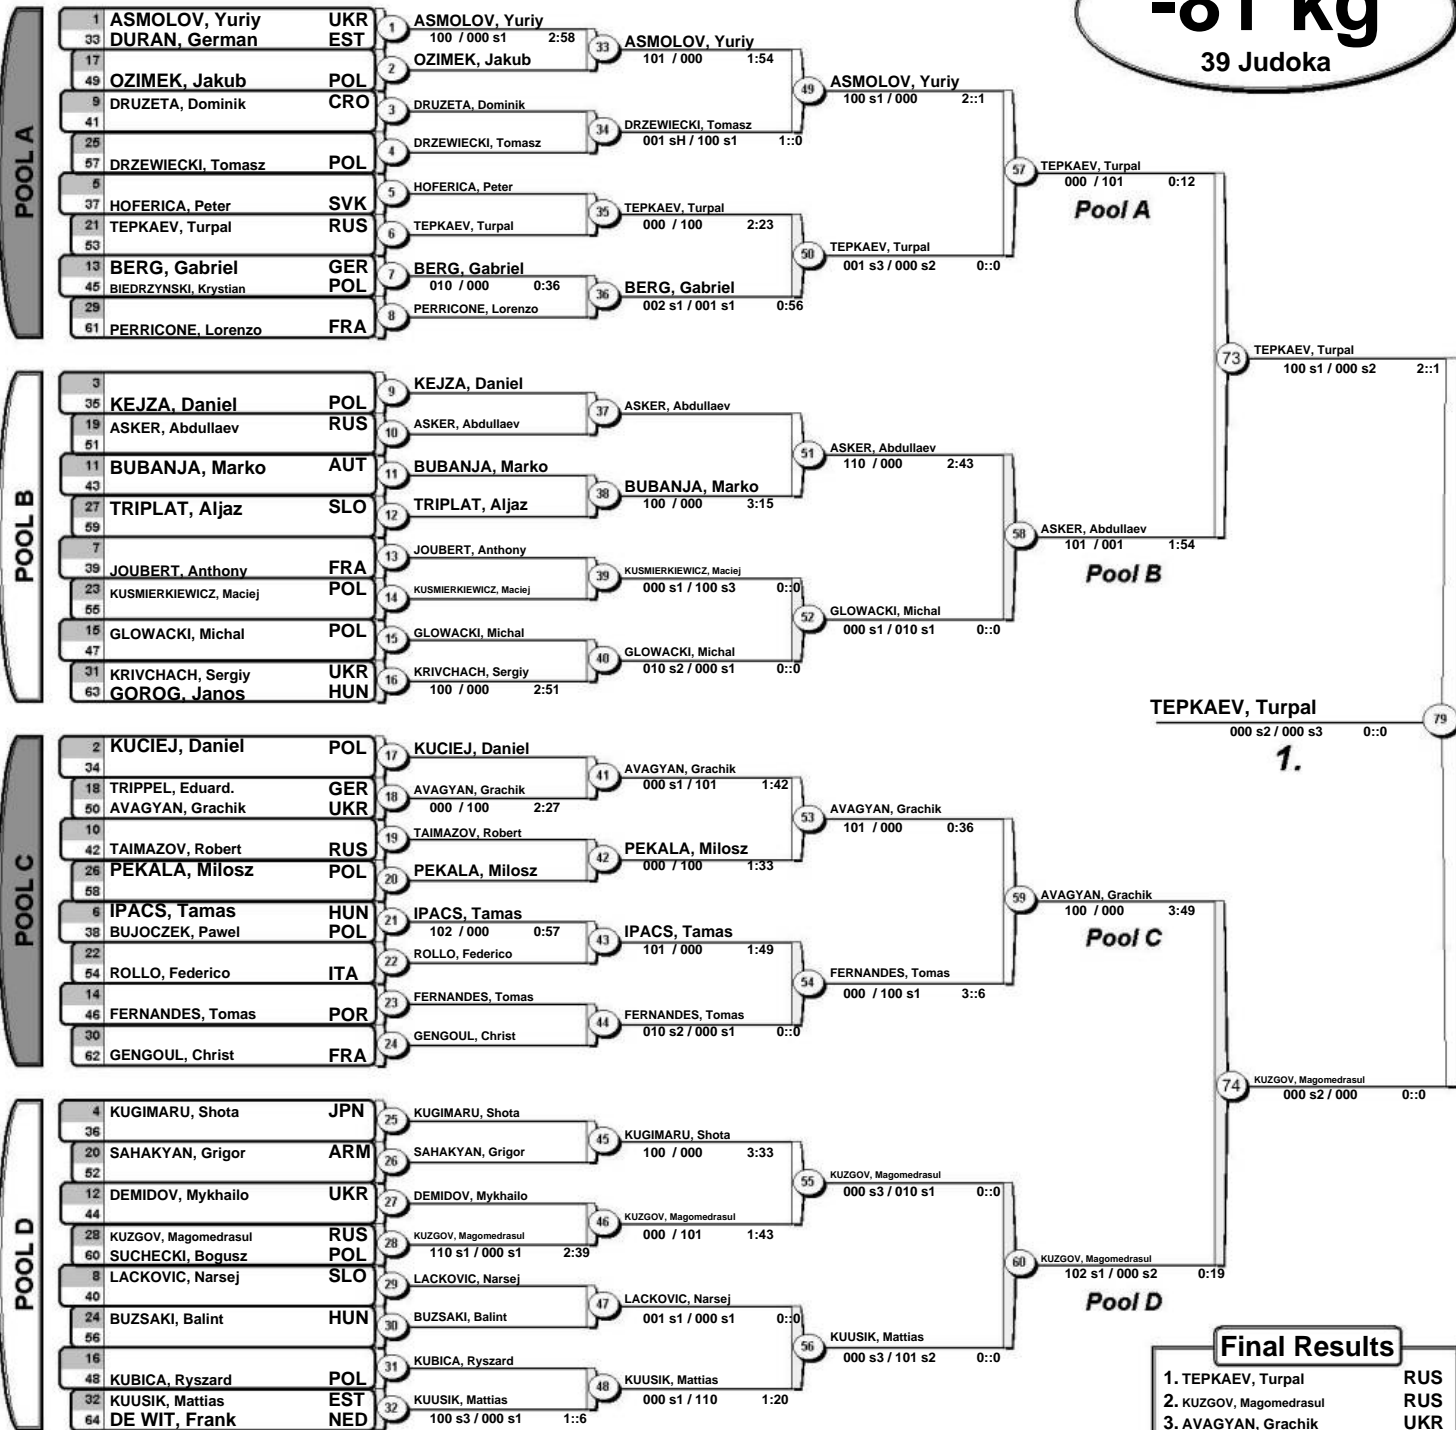 -81 kg
39 Judoka
POOL A
1 ASMOLOV, Yuriy UKR
33 DURAN, German EST
17
49 OZIMEK, Jakub POL
9 DRUZETA, Dominik CRO
41
25
57 DRZEWIECKI, Tomasz POL
5
37 HOFERICA, Peter SVK
21 TEPKAEV, Turpal RUS
53
13 BERG, Gabriel GER
45 BIEDRZYNSKI, Krystian POL
29
61 PERRICONE, Lorenzo FRA
1 ASMOLOV, Yuriy
100 / 000 s1 2:58
2 OZIMEK, Jakub
3 DRUZETA, Dominik
4 DRZEWIECKI, Tomasz
5 HOFERICA, Peter
6 TEPKAEV, Turpal
7 BERG, Gabriel
010 / 000 0:36
8 PERRICONE, Lorenzo
33 ASMOLOV, Yuriy
101 / 000 1:54
34 DRZEWIECKI, Tomasz
001 sH / 100 s1 1::0
35 TEPKAEV, Turpal
000 / 100 2:23
36 BERG, Gabriel
002 s1 / 001 s1 0:56
49 ASMOLOV, Yuriy
100 s1 / 000 2::1
50 TEPKAEV, Turpal
001 s3 / 000 s2 0::0
57 TEPKAEV, Turpal
000 / 101 0:12
Pool A
POOL B
3
35 KEJZA, Daniel POL
19 ASKER, Abdullaev RUS
51
11 BUBANJA, Marko AUT
43
27 TRIPLAT, Aljaz SLO
59
7
39 JOUBERT, Anthony FRA
23 KUSMIERKIEWICZ, Maciej POL
55
15 GLOWACKI, Michal POL
47
31 KRIVCHACH, Sergiy UKR
63 GOROG, Janos HUN
9 KEJZA, Daniel
10 ASKER, Abdullaev
11 BUBANJA, Marko
12 TRIPLAT, Aljaz
13 JOUBERT, Anthony
14 KUSMIERKIEWICZ, Maciej
15 GLOWACKI, Michal
16 KRIVCHACH, Sergiy
100 / 000 2:51
37 ASKER, Abdullaev
38 BUBANJA, Marko
100 / 000 3:15
39 KUSMIERKIEWICZ, Maciej
000 s1 / 100 s3 0::0
40 GLOWACKI, Michal
010 s2 / 000 s1 0::0
51 ASKER, Abdullaev
110 / 000 2:43
52 GLOWACKI, Michal
000 s1 / 010 s1 0::0
58 ASKER, Abdullaev
101 / 001 1:54
Pool B
73 TEPKAEV, Turpal
100 s1 / 000 s2 2::1
TEPKAEV, Turpal 79
000 s2 / 000 s3 0::0
1.
POOL C
2 KUCIEJ, Daniel POL
34
18 TRIPPEL, Eduard. GER
50 AVAGYAN, Grachik UKR
10
42 TAIMAZOV, Robert RUS
26 PEKALA, Milosz POL
58
6 IPACS, Tamas HUN
38 BUJOCZEK, Pawel POL
22
54 ROLLO, Federico ITA
14
46 FERNANDES, Tomas POR
30
62 GENGOUL, Christ FRA
17 KUCIEJ, Daniel
18 AVAGYAN, Grachik
000 / 100 2:27
19 TAIMAZOV, Robert
20 PEKALA, Milosz
21 IPACS, Tamas
102 / 000 0:57
22 ROLLO, Federico
23 FERNANDES, Tomas
24 GENGOUL, Christ
41 AVAGYAN, Grachik
000 s1 / 101 1:42
42 PEKALA, Milosz
000 / 100 1:33
43 IPACS, Tamas
101 / 000 1:49
44 FERNANDES, Tomas
010 s2 / 000 s1 0::0
53 AVAGYAN, Grachik
101 / 000 0:36
54 FERNANDES, Tomas
000 / 100 s1 3::6
59 AVAGYAN, Grachik
100 / 000 3:49
Pool C
POOL D
4 KUGIMARU, Shota JPN
36
20 SAHAKYAN, Grigor ARM
52
12 DEMIDOV, Mykhailo UKR
44
28 KUZGOV, Magomedrasul RUS
60 SUCHECKI, Bogusz POL
8 LACKOVIC, Narsej SLO
40
24 BUZSAKI, Balint HUN
56
16
48 KUBICA, Ryszard POL
32 KUUSIK, Mattias EST
64 DE WIT, Frank NED
25 KUGIMARU, Shota
26 SAHAKYAN, Grigor
27 DEMIDOV, Mykhailo
28 KUZGOV, Magomedrasul
110 s1 / 000 s1 2:39
29 LACKOVIC, Narsej
30 BUZSAKI, Balint
31 KUBICA, Ryszard
32 KUUSIK, Mattias
100 s3 / 000 s1 1::6
45 KUGIMARU, Shota
100 / 000 3:33
46 KUZGOV, Magomedrasul
000 / 101 1:43
47 LACKOVIC, Narsej
001 s1 / 000 s1 0::0
48 KUUSIK, Mattias
000 s1 / 110 1:20
55 KUZGOV, Magomedrasul
000 s3 / 010 s1 0::0
56 KUUSIK, Mattias
000 s3 / 101 s2 0::0
60 KUZGOV, Magomedrasul
102 s1 / 000 s2 0:19
Pool D
74 KUZGOV, Magomedrasul
000 s2 / 000 0::0
Final Results
1. TEPKAEV, Turpal RUS
2. KUZGOV, Magomedrasul RUS
3. AVAGYAN, Grachik UKR